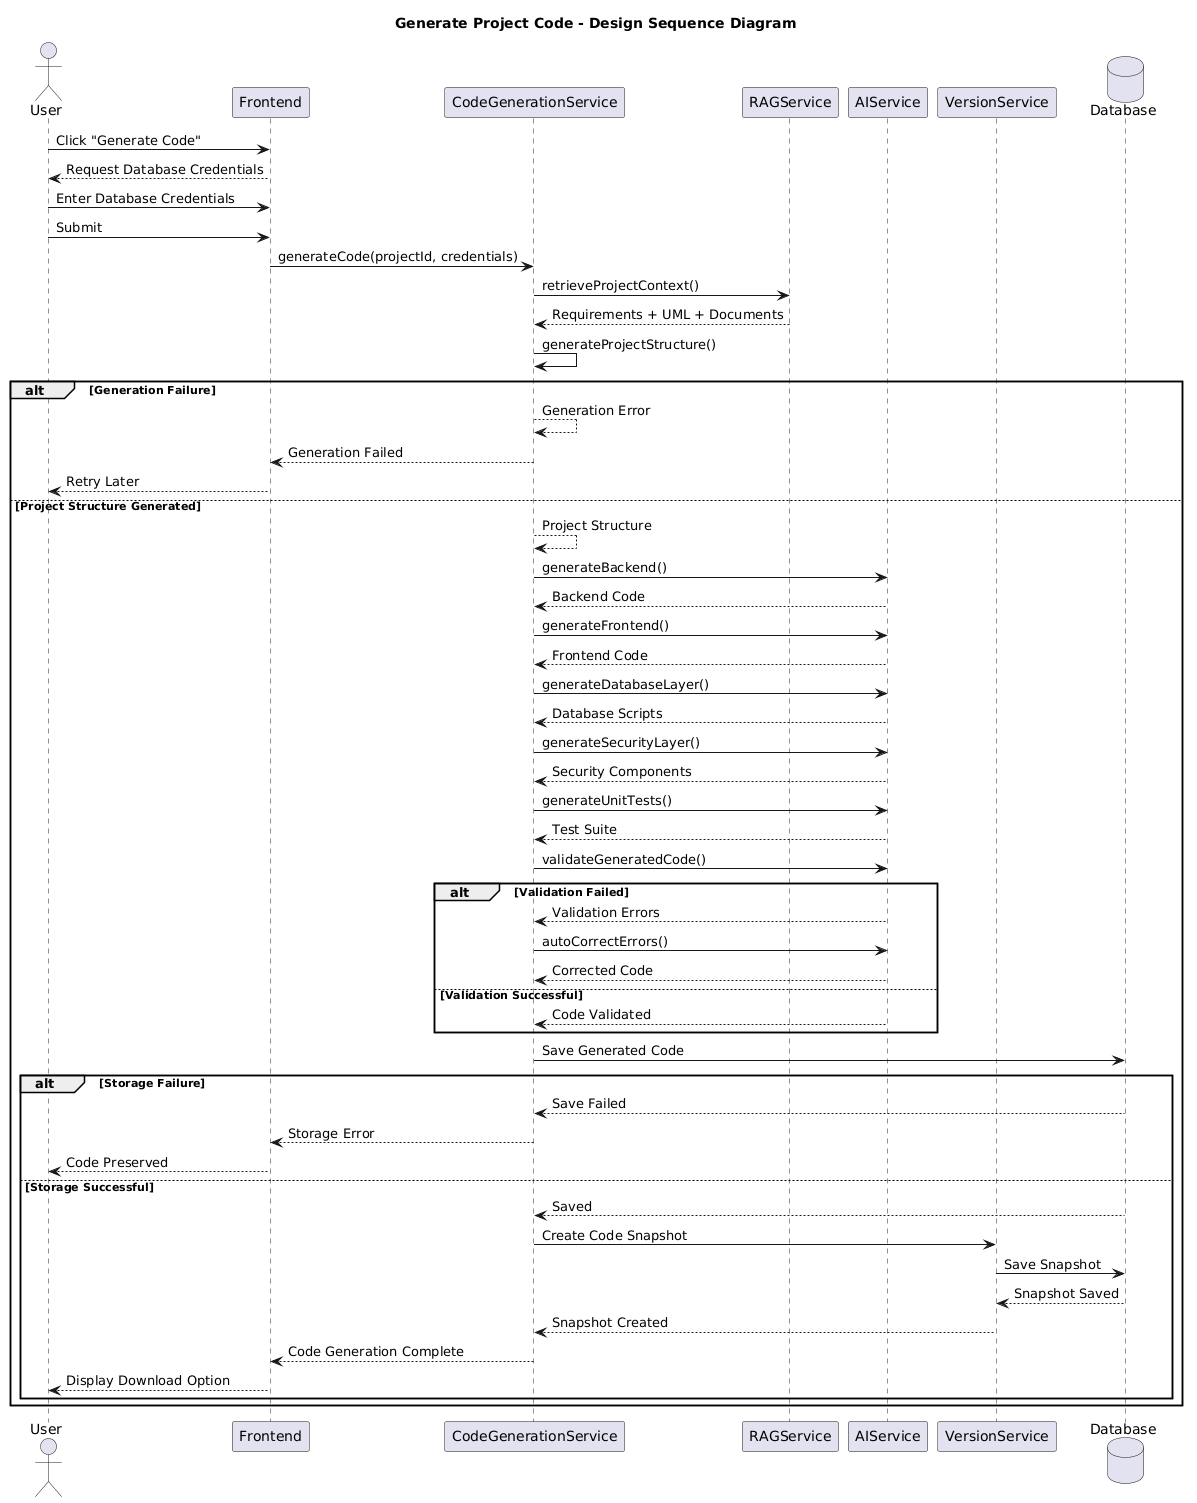 Generate Project Code - Design Sequence Diagram
User
Frontend
CodeGenerationService
RAGService
AIService
VersionService
Database
Click "Generate Code"
Request Database Credentials
Enter Database Credentials
Submit
generateCode(projectId, credentials)
retrieveProjectContext()
Requirements + UML + Documents
generateProjectStructure()
alt
[Generation Failure]
Generation Error
Generation Failed
Retry Later
[Project Structure Generated]
Project Structure
generateBackend()
Backend Code
generateFrontend()
Frontend Code
generateDatabaseLayer()
Database Scripts
generateSecurityLayer()
Security Components
generateUnitTests()
Test Suite
validateGeneratedCode()
alt
[Validation Failed]
Validation Errors
autoCorrectErrors()
Corrected Code
[Validation Successful]
Code Validated
Save Generated Code
alt
[Storage Failure]
Save Failed
Storage Error
Code Preserved
[Storage Successful]
Saved
Create Code Snapshot
Save Snapshot
Snapshot Saved
Snapshot Created
Code Generation Complete
Display Download Option
User
Frontend
CodeGenerationService
RAGService
AIService
VersionService
Database